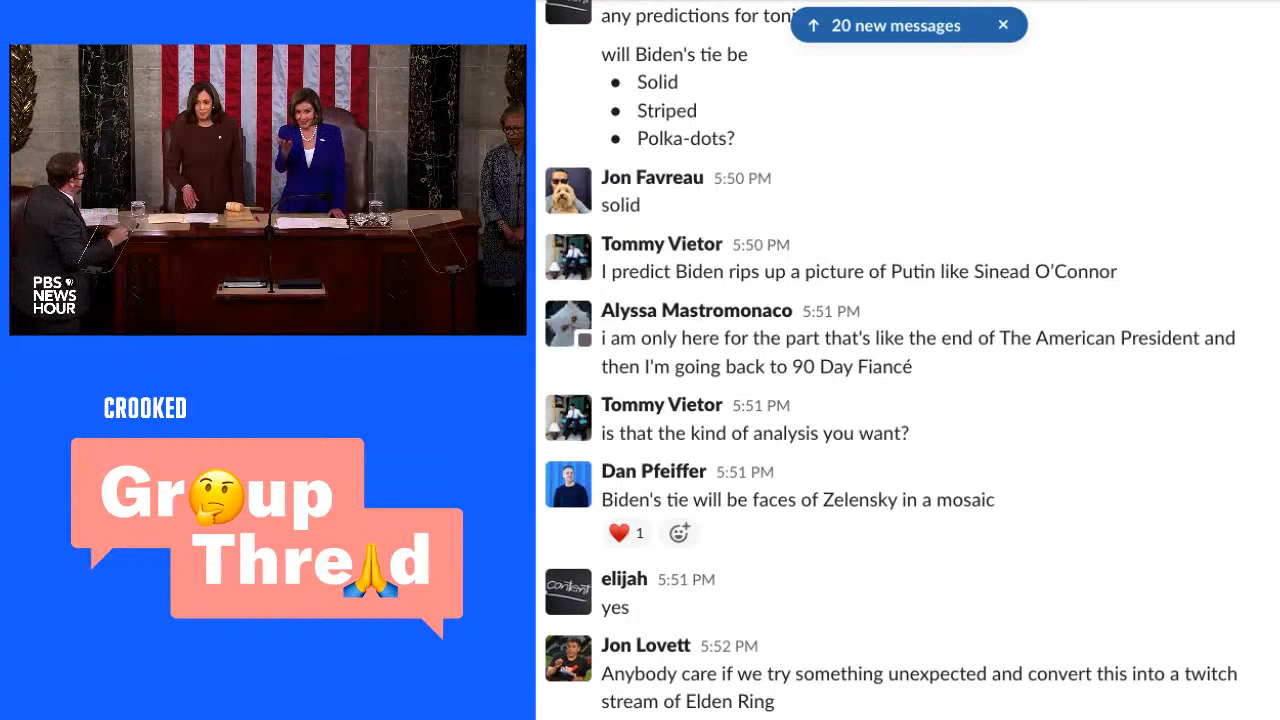 PBS
NEWS
HOUR
CROOKED
Gr🤔up
Thre🙏d
any predictions for toni
↑ 20 new messages ×
will Biden's tie be
• Solid
• Striped
• Polka-dots?
Jon Favreau 5:50 PM
solid
Tommy Vietor 5:50 PM
I predict Biden rips up a picture of Putin like Sinead O’Connor
Alyssa Mastromonaco 5:51 PM
i am only here for the part that's like the end of The American President and
then I'm going back to 90 Day Fiancé
Tommy Vietor 5:51 PM
is that the kind of analysis you want?
Dan Pfeiffer 5:51 PM
Biden's tie will be faces of Zelensky in a mosaic
❤️ 1
content
elijah 5:51 PM
yes
Jon Lovett 5:52 PM
Anybody care if we try something unexpected and convert this into a twitch
stream of Elden Ring